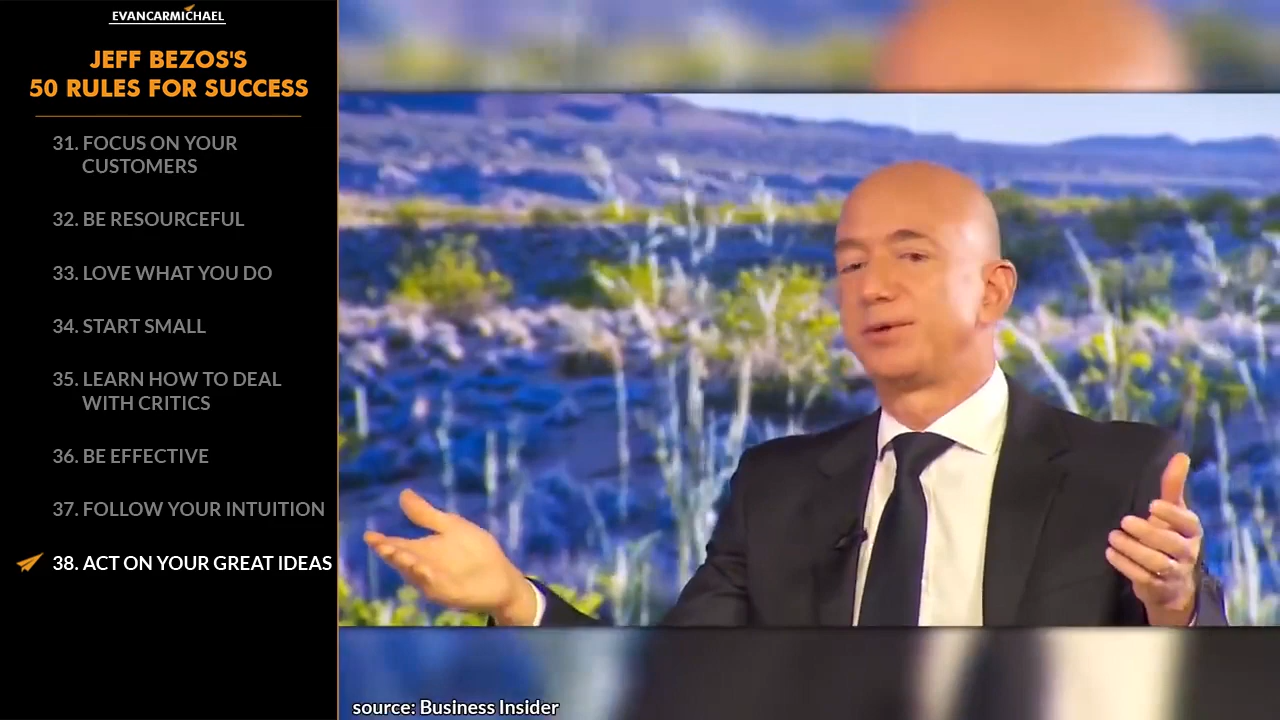 EVANCARMICHAEL
JEFF BEZOS'S
50 RULES FOR SUCCESS
31. FOCUS ON YOUR
CUSTOMERS
32. BE RESOURCEFUL
33. LOVE WHAT YOU DO
34. START SMALL
35. LEARN HOW TO DEAL
WITH CRITICS
36. BE EFFECTIVE
37. FOLLOW YOUR INTUITION
38. ACT ON YOUR GREAT IDEAS
source: Business Insider